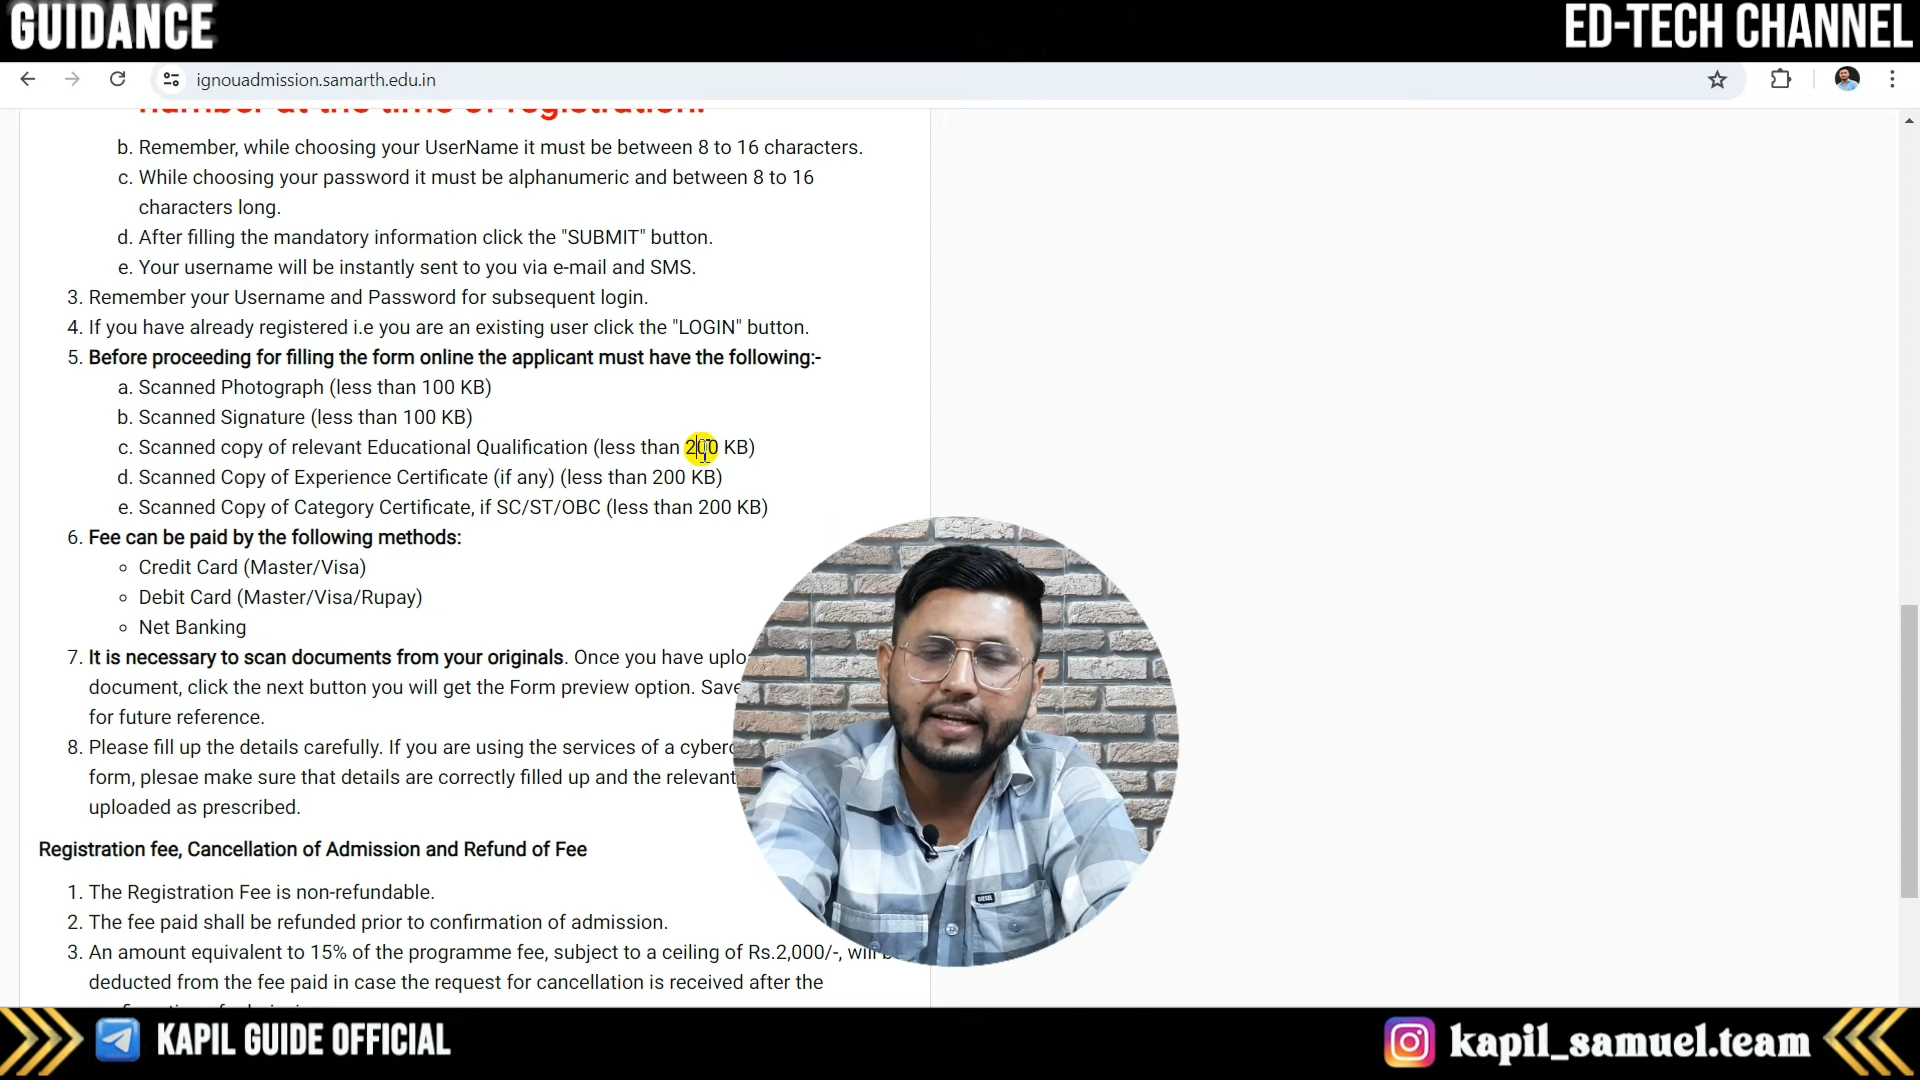 GUIDANCE
ED-TECH CHANNEL
ignouadmission.samarth.edu.in
number at the time of registration.
b. Remember, while choosing your UserName it must be between 8 to 16 characters.
c. While choosing your password it must be alphanumeric and between 8 to 16
characters long.
d. After filling the mandatory information click the "SUBMIT" button.
e. Your username will be instantly sent to you via e-mail and SMS.
3. Remember your Username and Password for subsequent login.
4. If you have already registered i.e you are an existing user click the "LOGIN" button.
5. Before proceeding for filling the form online the applicant must have the following:-
a. Scanned Photograph (less than 100 KB)
b. Scanned Signature (less than 100 KB)
c. Scanned copy of relevant Educational Qualification (less than 200 KB)
d. Scanned Copy of Experience Certificate (if any) (less than 200 KB)
e. Scanned Copy of Category Certificate, if SC/ST/OBC (less than 200 KB)
6. Fee can be paid by the following methods:
◦ Credit Card (Master/Visa)
◦ Debit Card (Master/Visa/Rupay)
◦ Net Banking
7. It is necessary to scan documents from your originals. Once you have uplo
document, click the next button you will get the Form preview option. Save
for future reference.
8. Please fill up the details carefully. If you are using the services of a cyberc
form, plesae make sure that details are correctly filled up and the relevant
uploaded as prescribed.
Registration fee, Cancellation of Admission and Refund of Fee
1. The Registration Fee is non-refundable.
2. The fee paid shall be refunded prior to confirmation of admission.
3. An amount equivalent to 15% of the programme fee, subject to a ceiling of Rs.2,000/-, will
deducted from the fee paid in case the request for cancellation is received after the
DIESEL
KAPIL GUIDE OFFICIAL
kapil_samuel.team